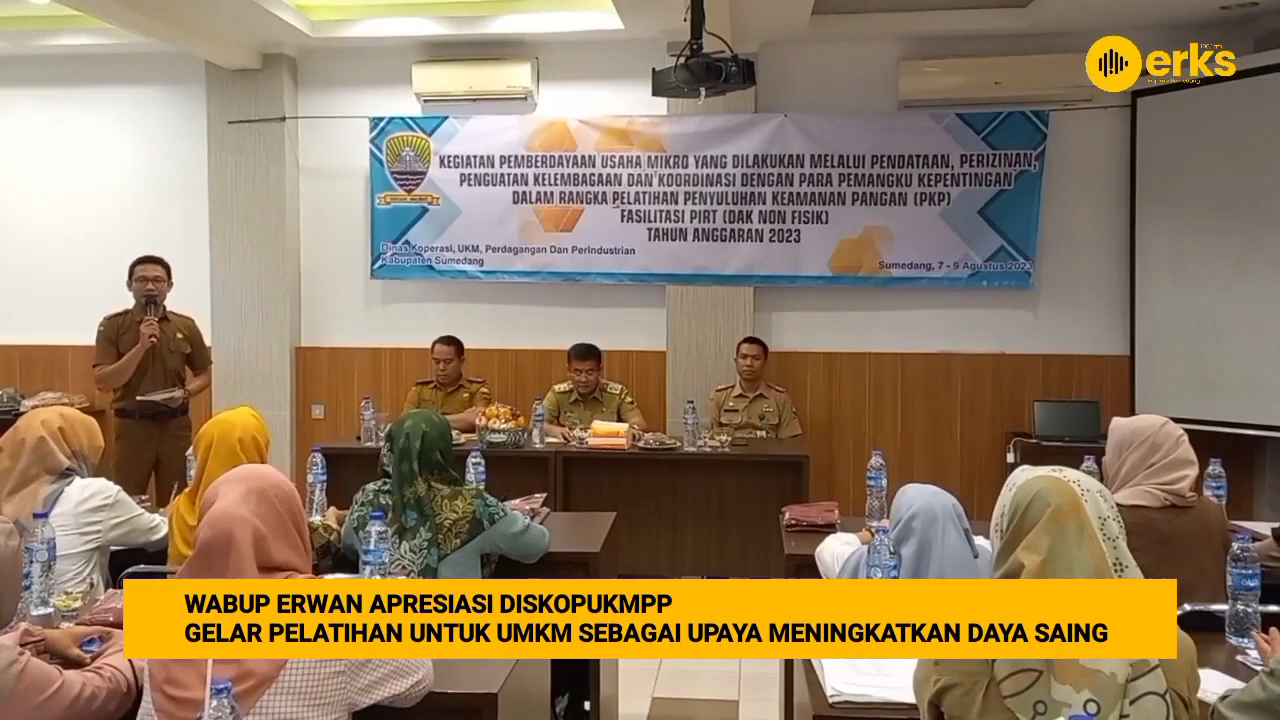 erks
KEGIATAN PEMBERDAYAAN USAHA MIKRO YANG DILAKUKAN MELALUI PENDATAAN, PERIZINAN,
PENGUATAN KELEMBAGAAN DAN KOORDINASI DENGAN PARA PEMANGKU KEPENTINGAN
DALAM RANGKA PELATIHAN PENYULUHAN KEAMANAN PANGAN (PKP)
FASILITASI PIRT (DAK NON FISIK)
TAHUN ANGGARAN 2023
Dinas Koperasi, UKM, Perdagangan Dan Perindustrian
Kabupaten Sumedang
Sumedang, 7 - 9 Agustus 2023
WABUP ERWAN APRESIASI DISKOPUKMPP
GELAR PELATIHAN UNTUK UMKM SEBAGAI UPAYA MENINGKATKAN DAYA SAING